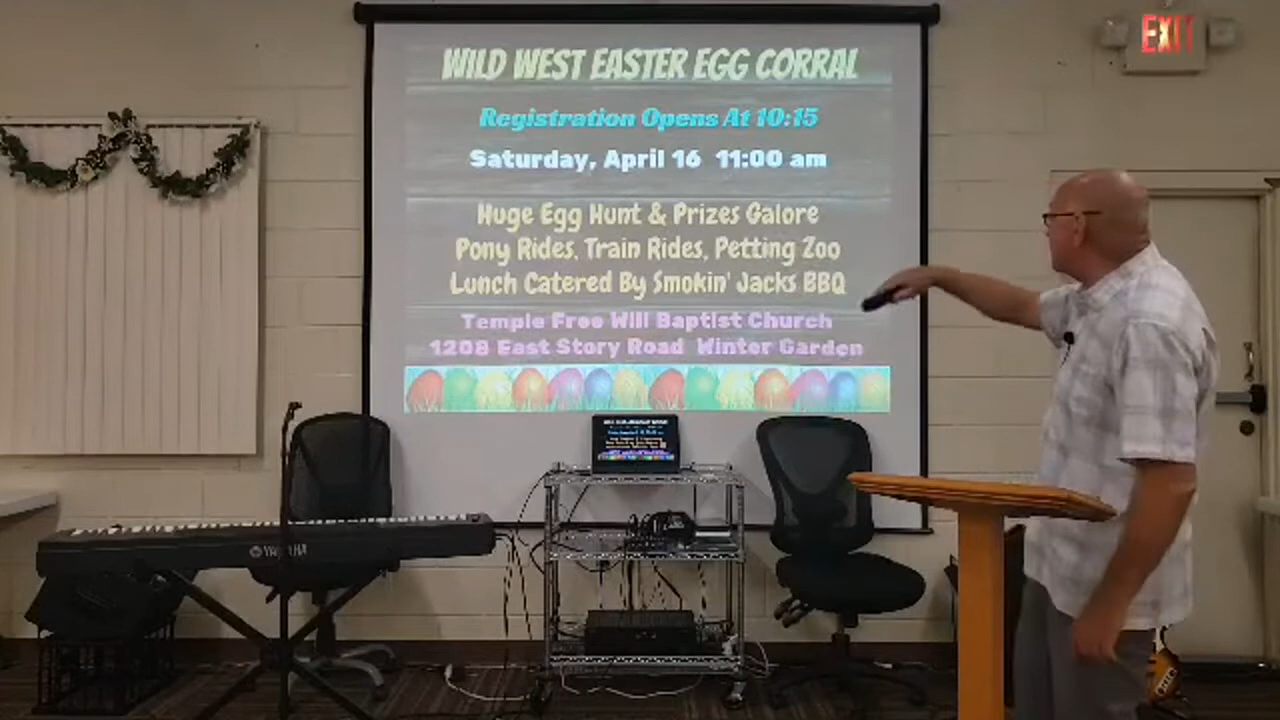 WILD WEST EASTER EGG CORRAL
Registration Opens At 10:15
Saturday, April 16 11:00 am
Huge Egg Hunt & Prizes Galore
Pony Rides, Train Rides, Petting Zoo
Lunch Catered By Smokin' Jacks BBQ
Temple Free Will Baptist Church
1208 East Story Road Winter Garden
EXIT
YAMAHA